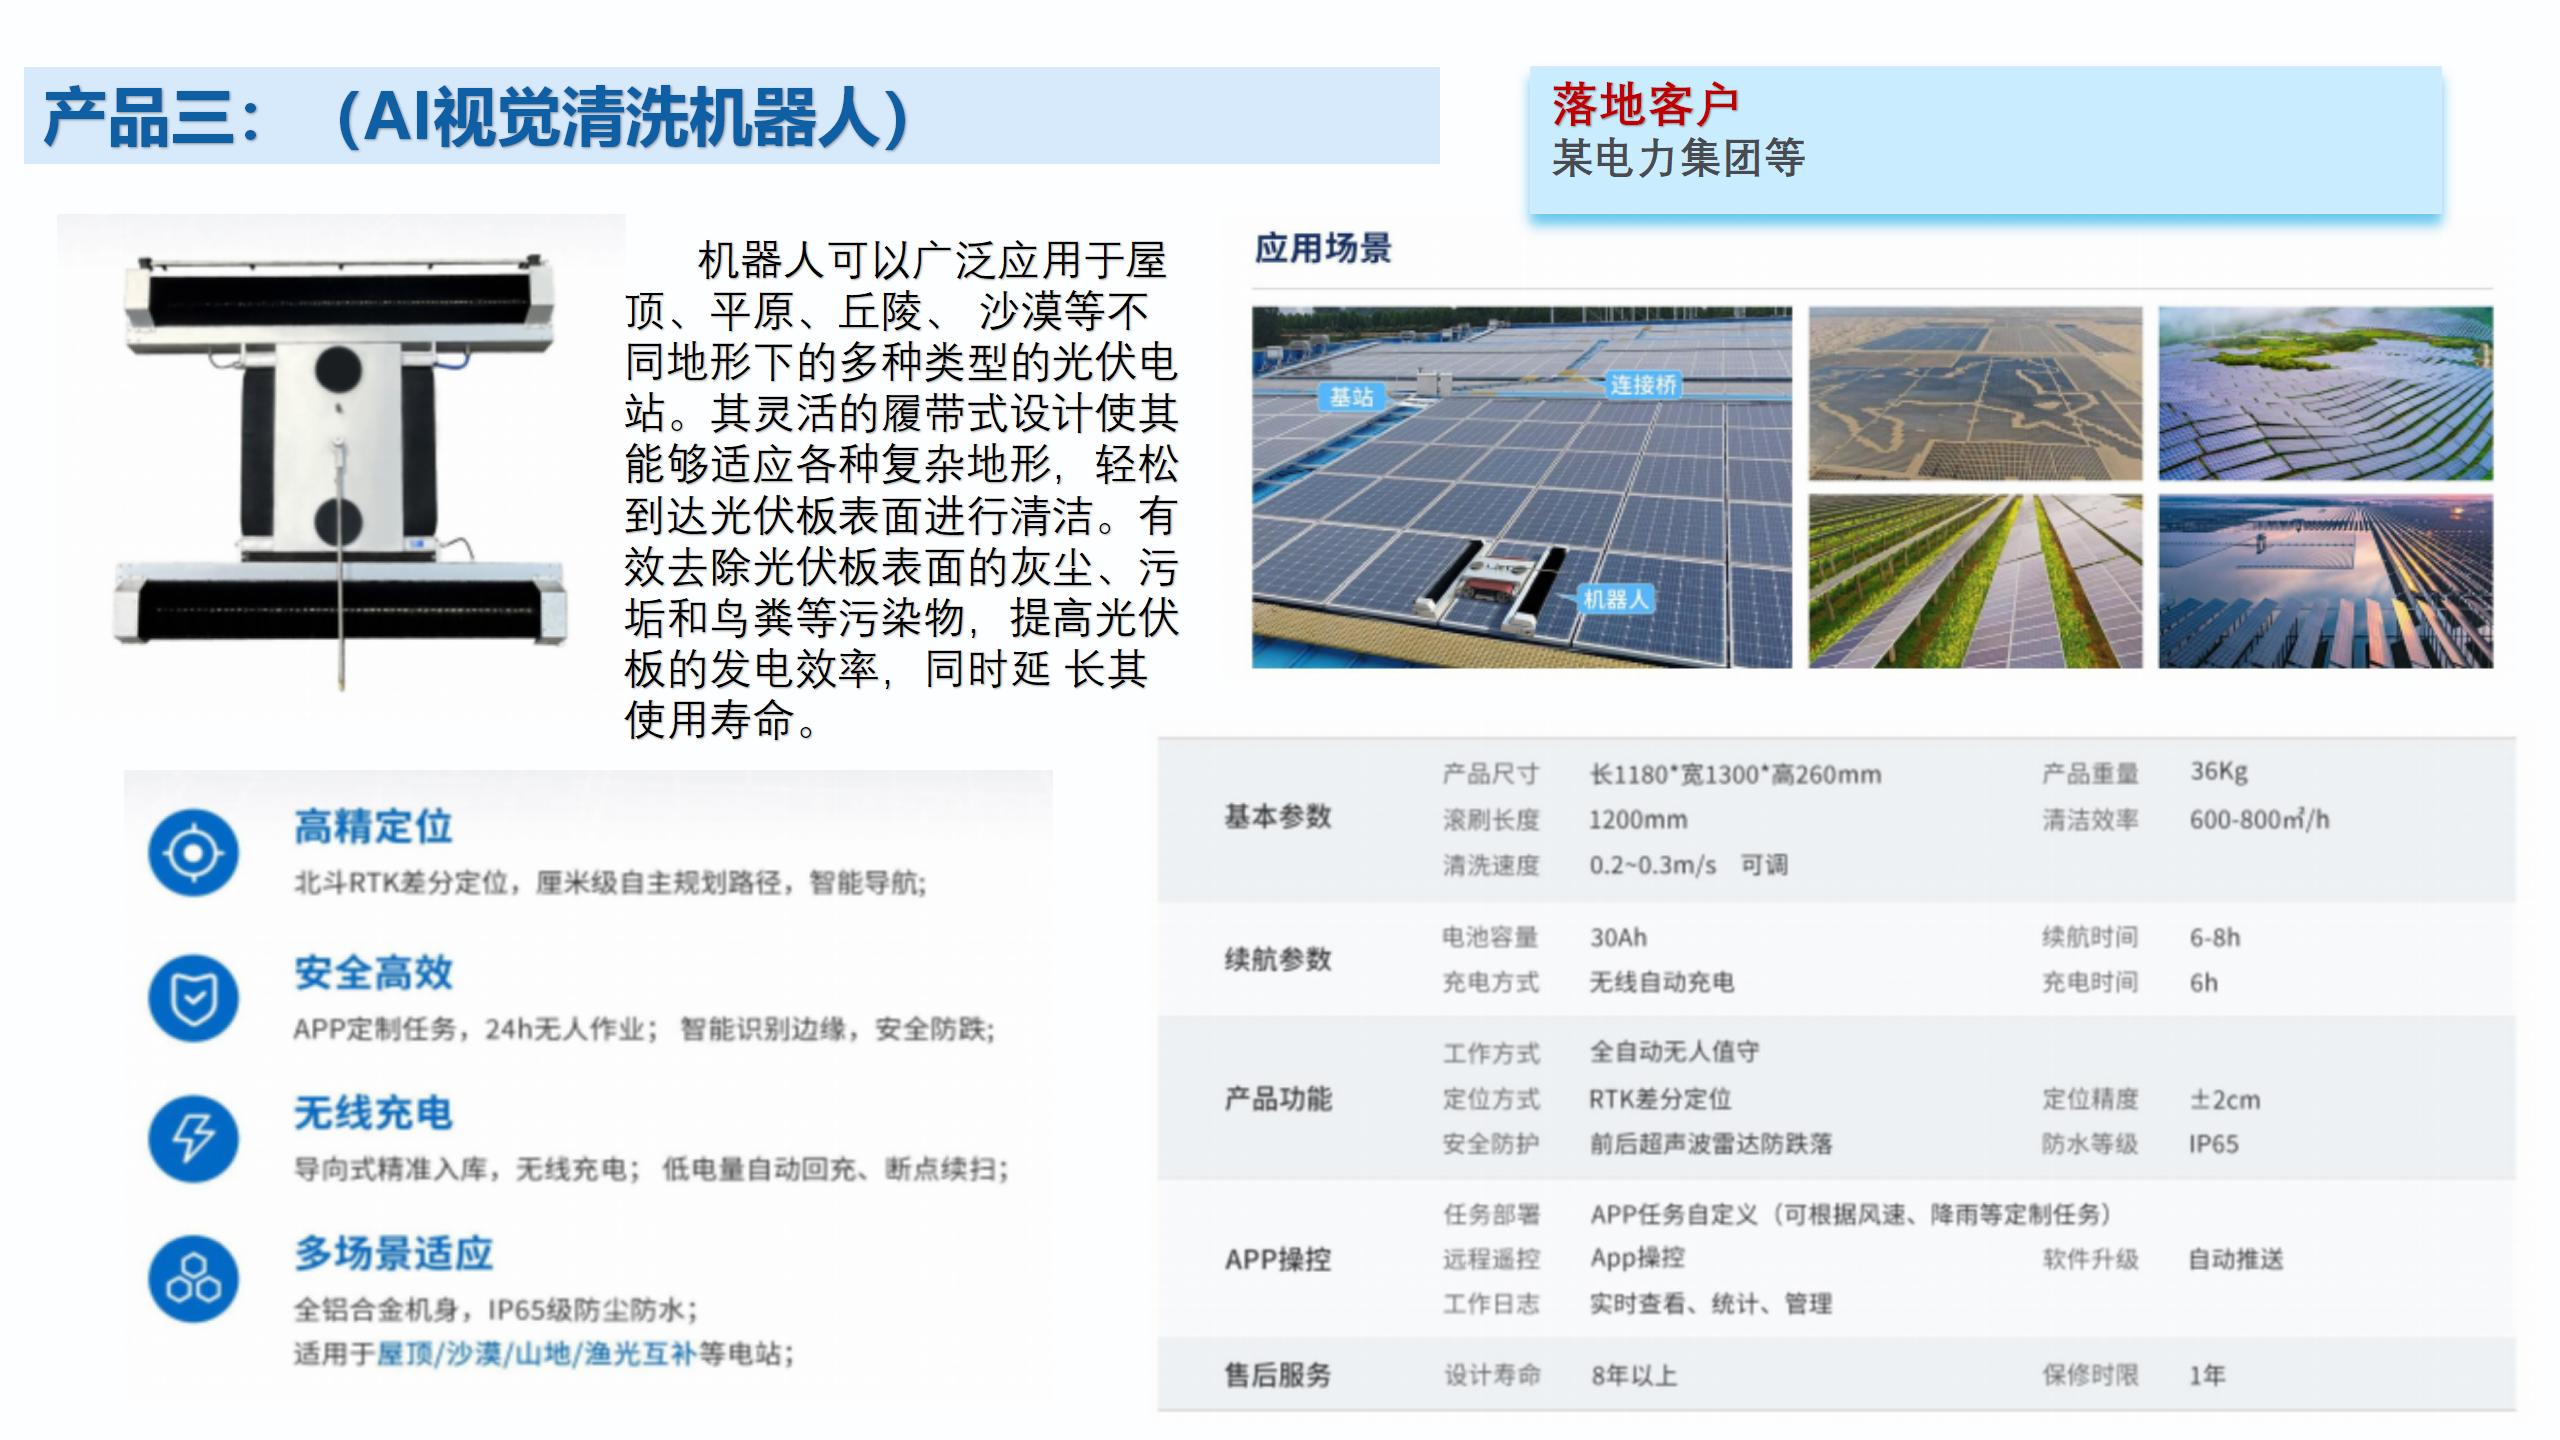 产品三：（AI视觉清洗机器人）
落地客户
某电力集团等
机器人可以广泛应用于屋
顶、平原、丘陵、 沙漠等不
同地形下的多种类型的光伏电
站。其灵活的履带式设计使其
能够适应各种复杂地形，轻松
到达光伏板表面进行清洁。有
效去除光伏板表面的灰尘、污
垢和鸟粪等污染物，提高光伏
板的发电效率，同时延 长其
使用寿命。
应用场景
基站
连接桥
机器人
高精定位
北斗RTK差分定位，厘米级自主规划路径，智能导航;
安全高效
APP定制任务，24h无人作业； 智能识别边缘，安全防跌;
无线充电
导向式精准入库，无线充电； 低电量自动回充、断点续扫；
多场景适应
全铝合金机身，IP65级防尘防水；
适用于屋顶/沙漠/山地/渔光互补等电站；
基本参数
产品尺寸 长1180*宽1300*高260mm 产品重量 36Kg
滚刷长度 1200mm 清洁效率 600-800㎡/h
清洗速度 0.2~0.3m/s 可调
续航参数
电池容量 30Ah 续航时间 6-8h
充电方式 无线自动充电 充电时间 6h
产品功能
工作方式 全自动无人值守
定位方式 RTK差分定位 定位精度 ±2cm
安全防护 前后超声波雷达防跌落 防水等级 IP65
APP操控
任务部署 APP任务自定义（可根据风速、降雨等定制任务）
远程遥控 App操控 软件升级 自动推送
工作日志 实时查看、统计、管理
售后服务 设计寿命 8年以上 保修时限 1年